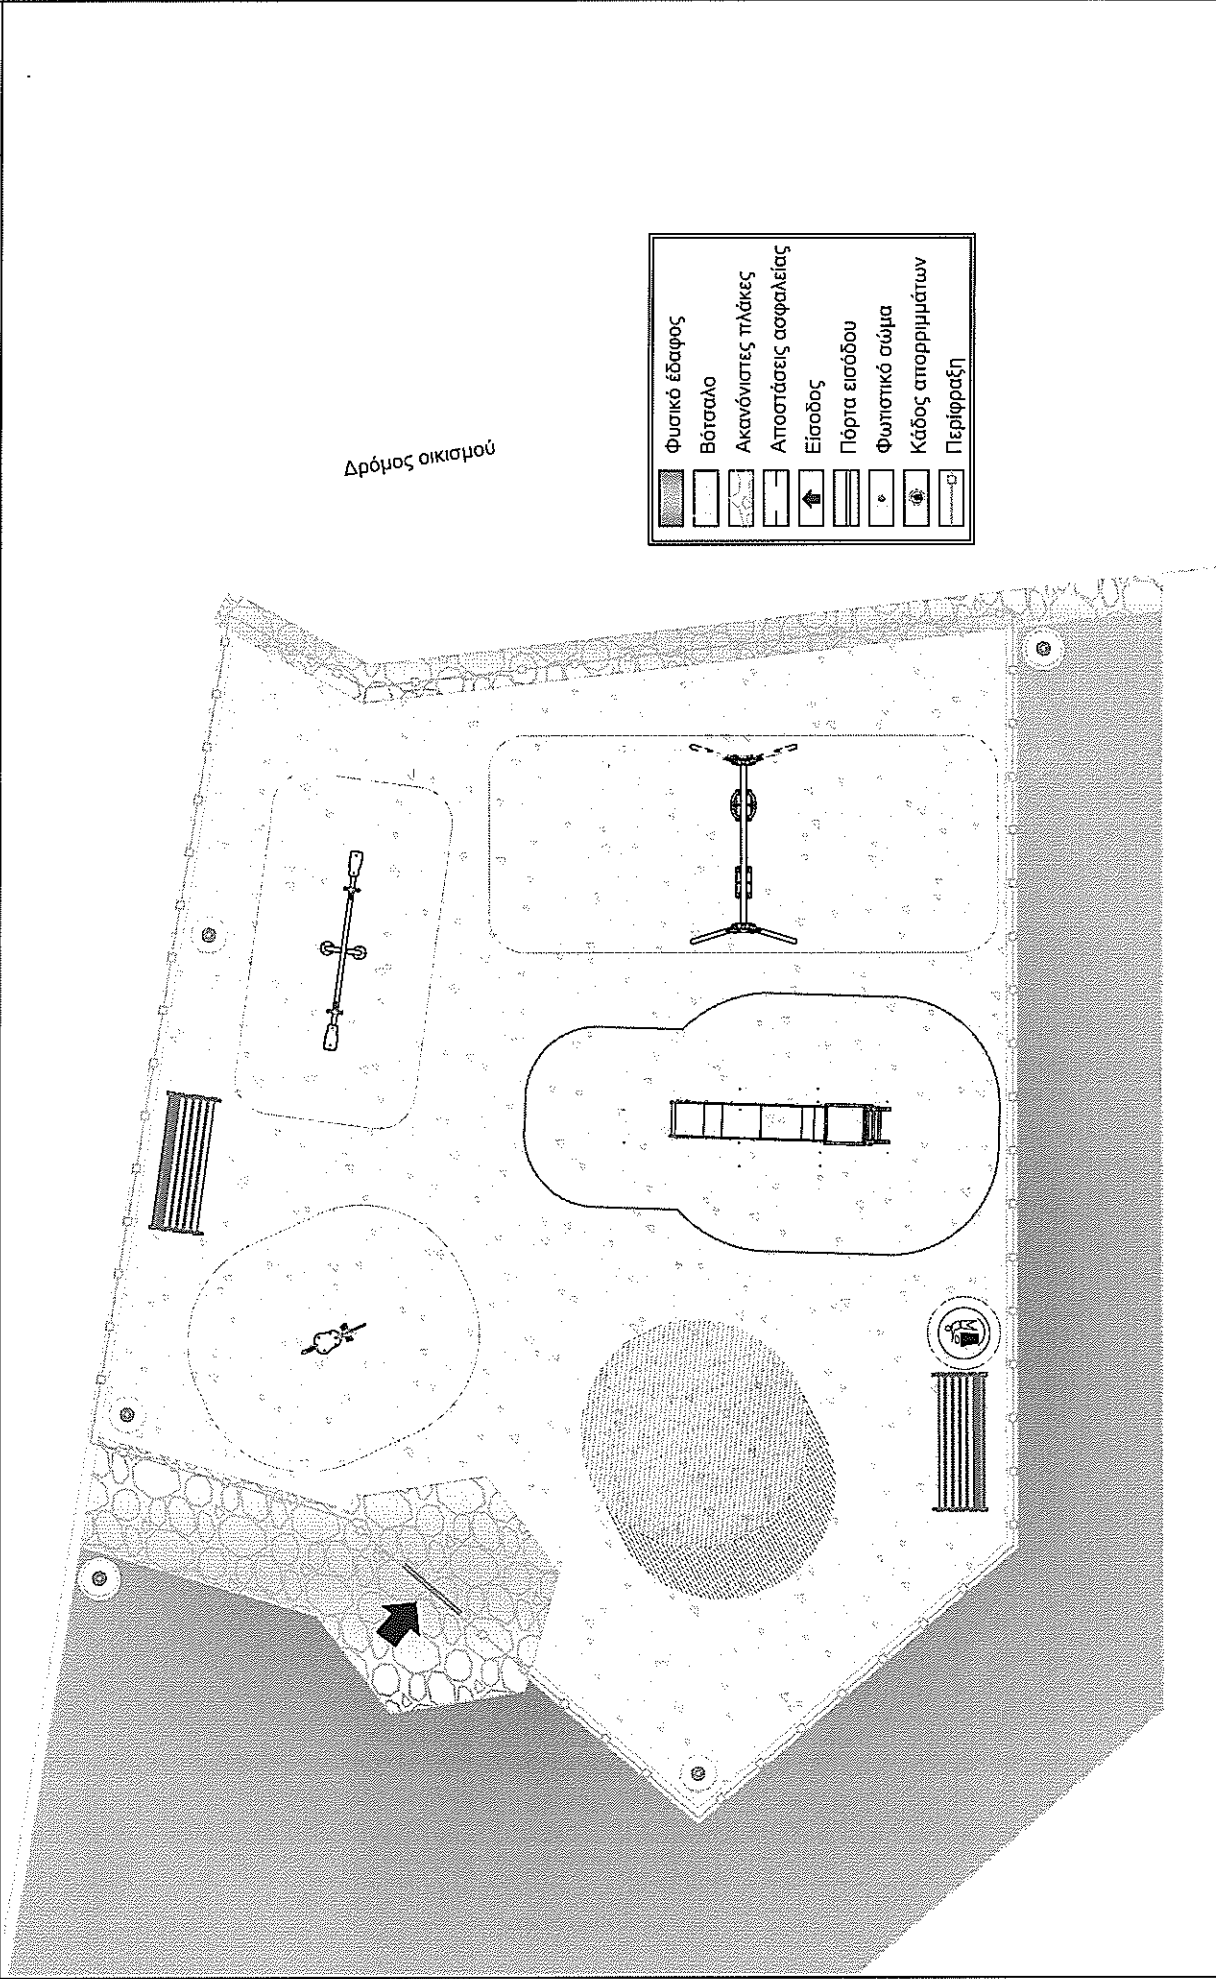 Δρόμος οικισμού
Φυσικό έδαφος
Βότσαλο
Ακανόνιστες πλάκες
Αποστάσεις ασφαλείας
Είσοδος
Πόρτα εισόδου
Φωτιστικό σώμα
Κάδος απορριμμάτων
Περίφραξη